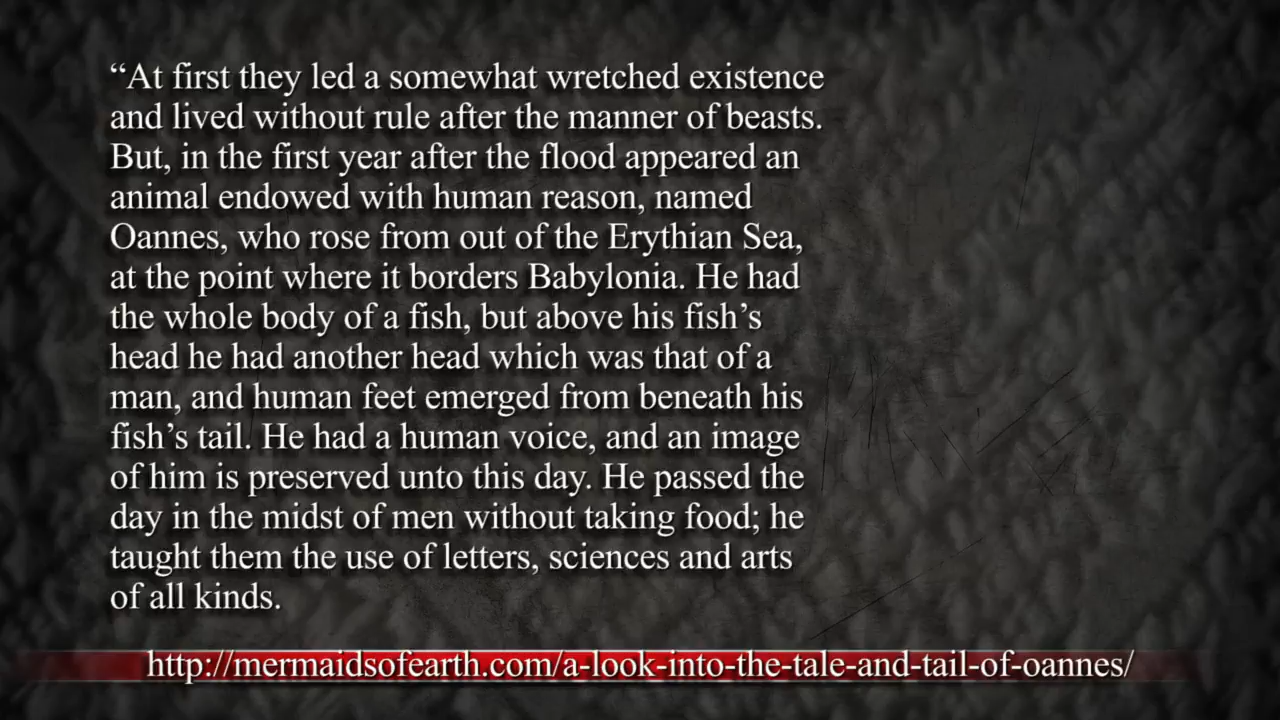 “At first they led a somewhat wretched existence
and lived without rule after the manner of beasts.
But, in the first year after the flood appeared an
animal endowed with human reason, named
Oannes, who rose from out of the Erythian Sea,
at the point where it borders Babylonia. He had
the whole body of a fish, but above his fish’s
head he had another head which was that of a
man, and human feet emerged from beneath his
fish’s tail. He had a human voice, and an image
of him is preserved unto this day. He passed the
day in the midst of men without taking food; he
taught them the use of letters, sciences and arts
of all kinds.
http://mermaidsofearth.com/a-look-into-the-tale-and-tail-of-oannes/